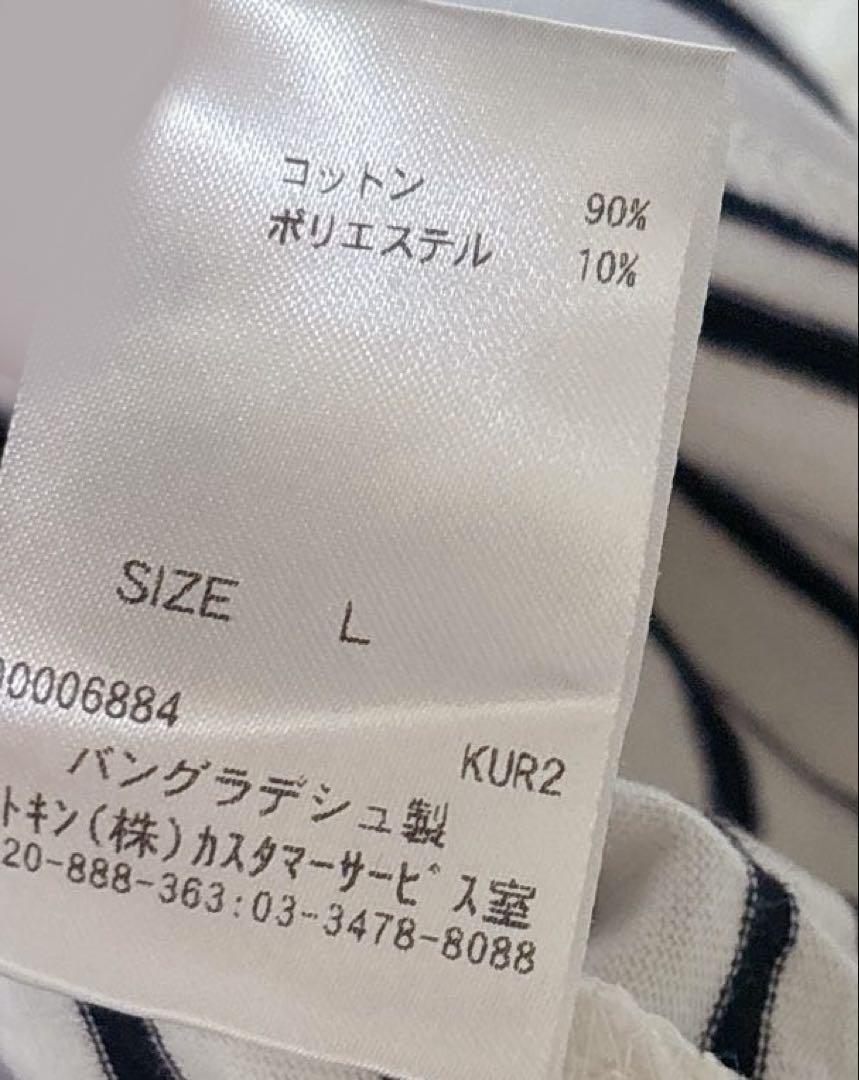 コットン 90%
ポリエステル 10%
SIZE L
0006884
KUR2
バングラデシュ製
トキン(株)カスタマーサービス室
20-888-363:03-3478-8088